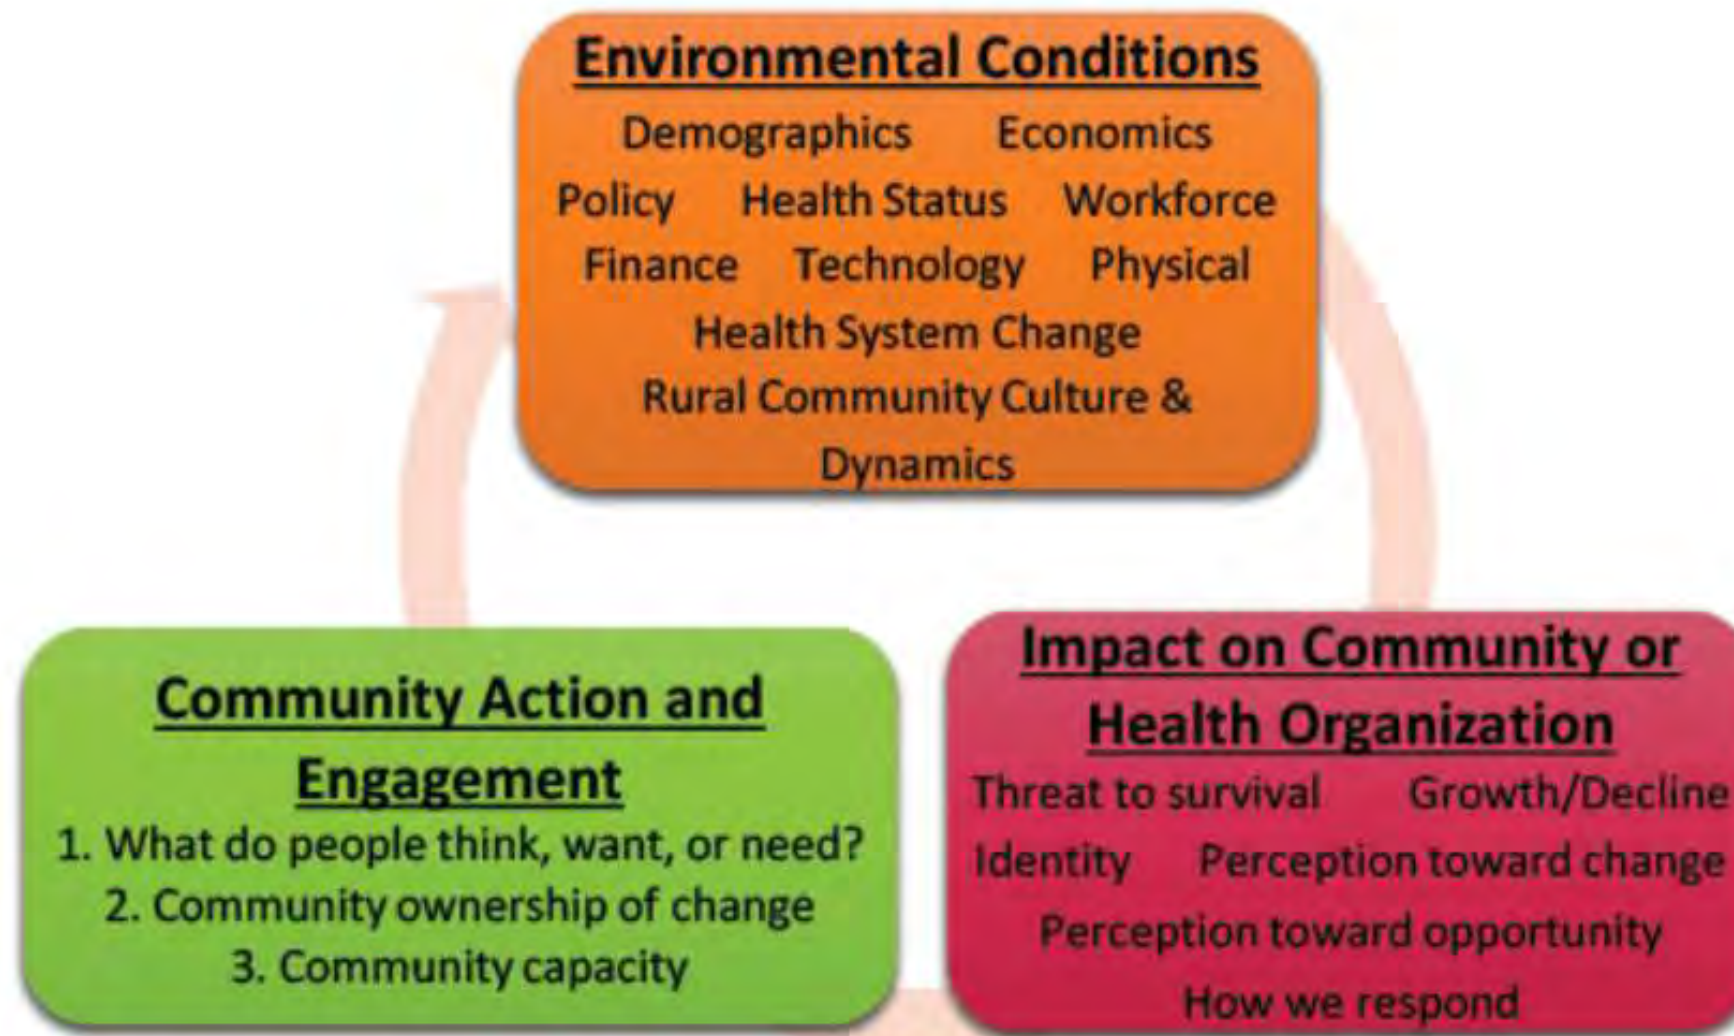 Environmental Conditions
Demographics Economics
Policy Health Status Workforce
Finance Technology Physical
Health System Change
Rural Community Culture &
Dynamics
Community Action and
Engagement
1. What do people think, want, or need?
2. Community ownership of change
3. Community capacity
Impact on Community or
Health Organization
Threat to survival Growth/Decline
Identity Perception toward change
Perception toward opportunity
How we respond